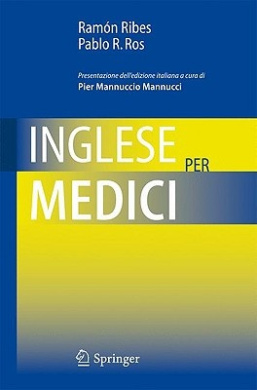 Ramón Ribes
Pablo R. Ros
Presentazione dell'edizione italiana a cura di
Pier Mannuccio Mannucci
INGLESE
PER
MEDICI
Springer